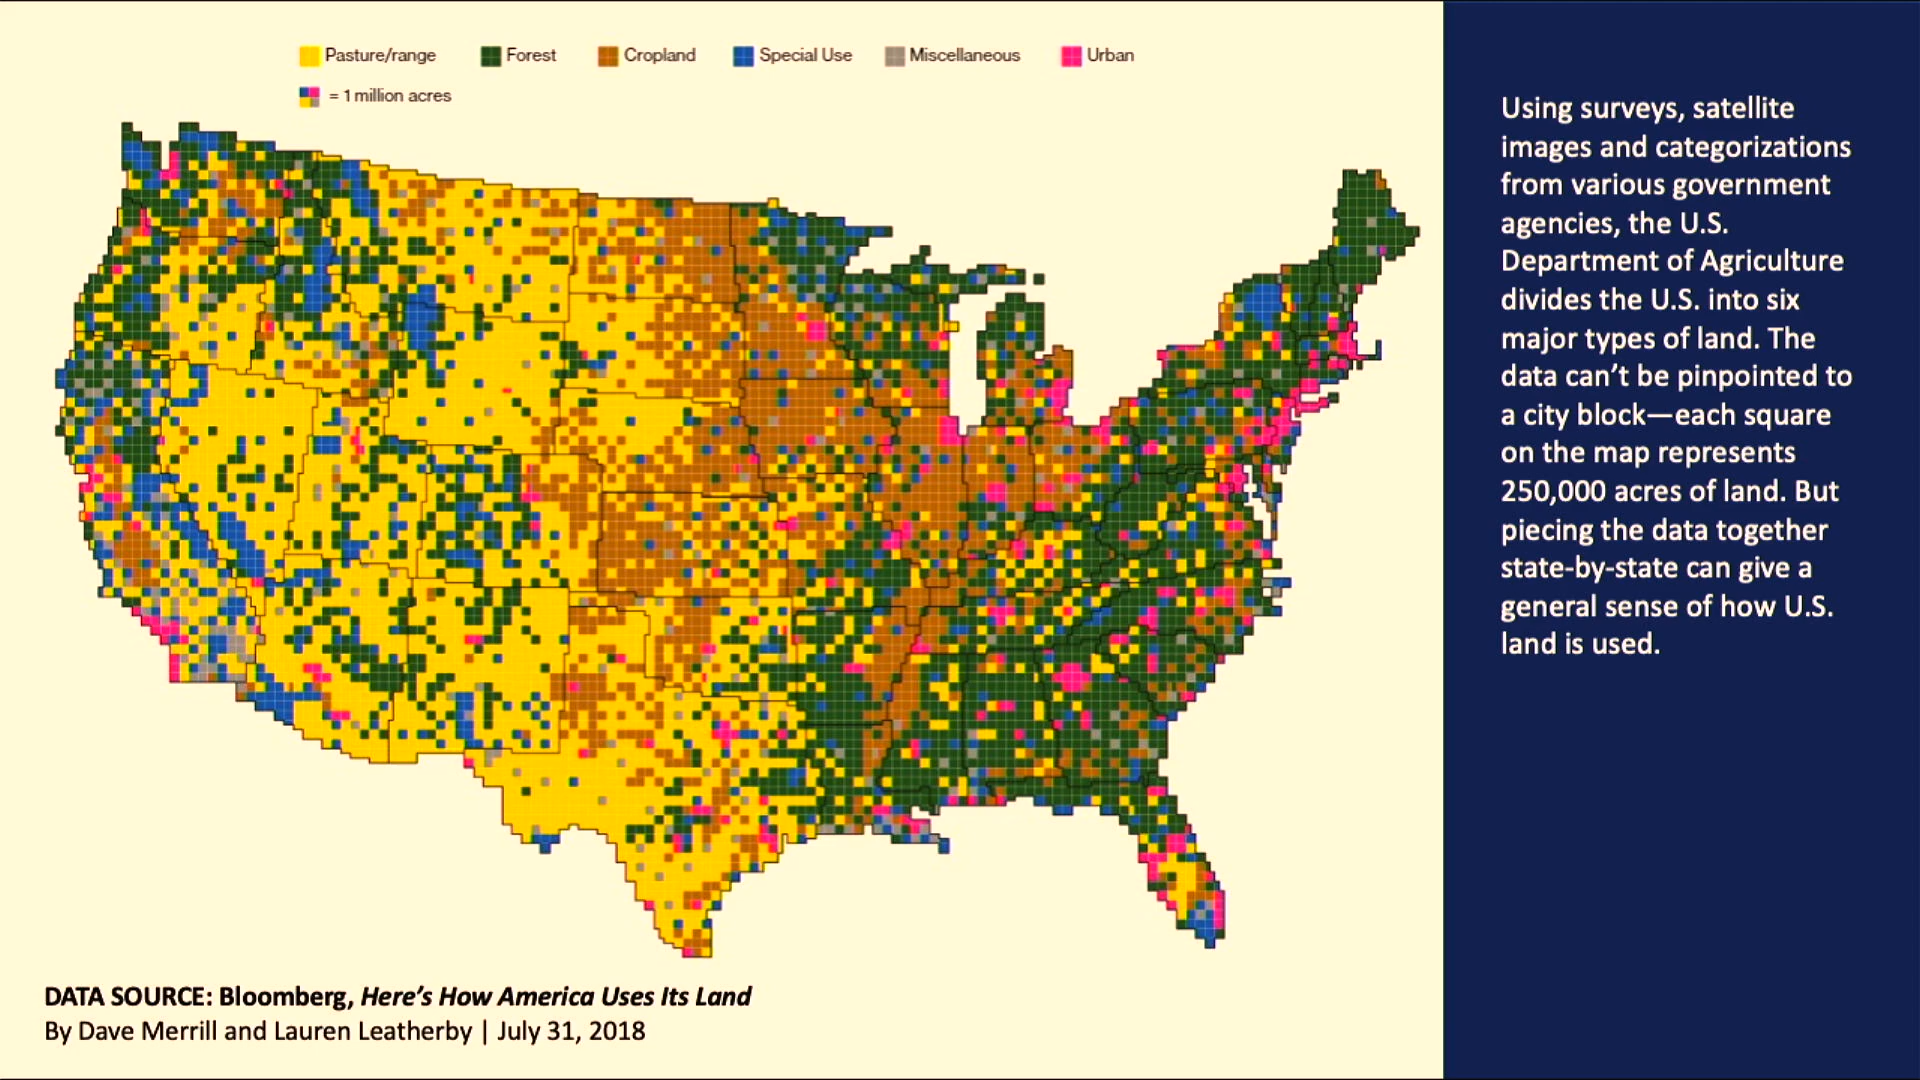 Pasture/range Forest Cropland Special Use Miscellaneous Urban
= 1 million acres
Using surveys, satellite
images and categorizations
from various government
agencies, the U.S.
Department of Agriculture
divides the U.S. into six
major types of land. The
data can’t be pinpointed to
a city block—each square
on the map represents
250,000 acres of land. But
piecing the data together
state-by-state can give a
general sense of how U.S.
land is used.
DATA SOURCE: Bloomberg, Here’s How America Uses Its Land
By Dave Merrill and Lauren Leatherby | July 31, 2018